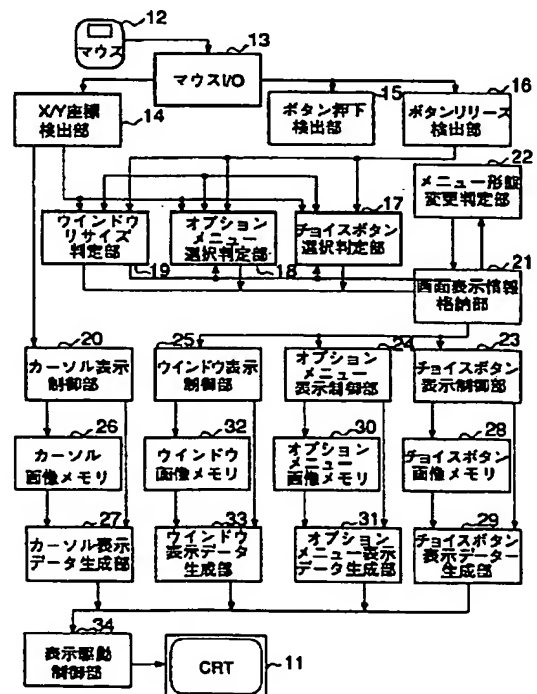 12
マウス
13
マウスI/O
X/Y座標
検出部
14
15
ボタン押下
検出部
16
ボタンリリーズ
検出部
22
メニュー形態
変更判定部
17
ウインドウ
リサイズ
判定部
19
オプション
メニュー
選択判定部
18
チョイスボタン
選択判定部
21
画面表示情報
格納部
20
カーソル表示
制御部
25
ウインドウ表示
制御部
24
オプション
メニュー
表示制御部
23
チョイスボタン
表示制御部
26
カーソル
画像メモリ
32
ウインドウ
画像メモリ
30
オプション
メニュー
画像メモリ
28
チョイスボタン
画像メモリ
27
カーソル表示
データ生成部
33
ウインドウ
表示データ
生成部
31
オプション
メニュー表示
データ生成部
29
チョイスボタン
表示データー
生成部
34
表示駆動
制御部
CRT
11